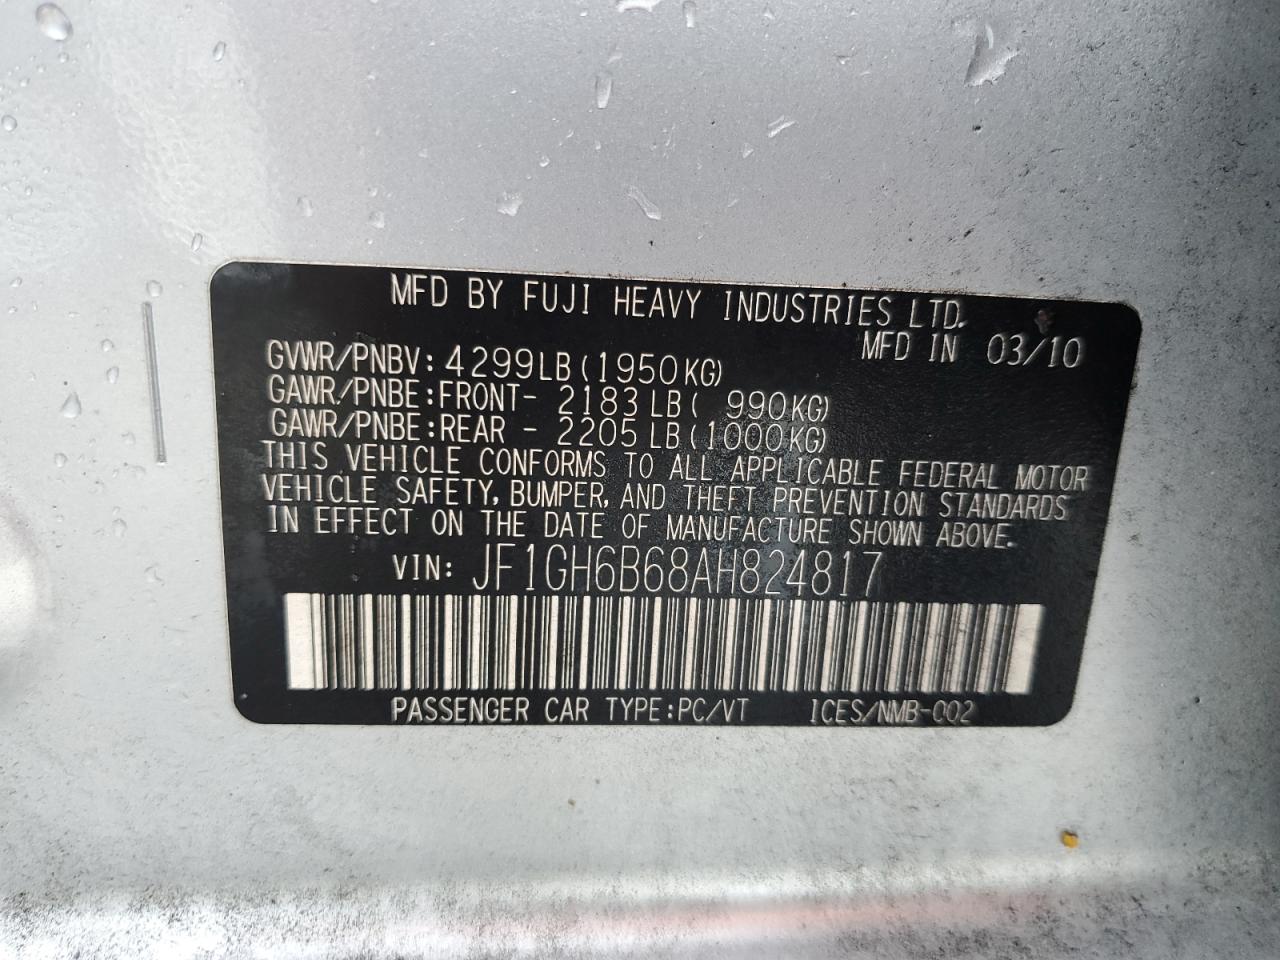 MFD BY FUJI HEAVY INDUSTRIES LTD.
MFD IN 03/10
GVWR/PNBV: 4299LB(1950KG)
GAWR/PNBE:FRONT- 2183LB( 990KG)
GAWR/PNBE:REAR - 2205LB(1000KG)
THIS VEHICLE CONFORMS TO ALL APPLICABLE FEDERAL MOTOR
VEHICLE SAFETY, BUMPER, AND THEFT PREVENTION STANDARDS
IN EFFECT ON THE DATE OF MANUFACTURE SHOWN ABOVE.
VIN: JF1GH6B68AH824817
PASSENGER CAR TYPE:PC/VT ICES/NMB-002